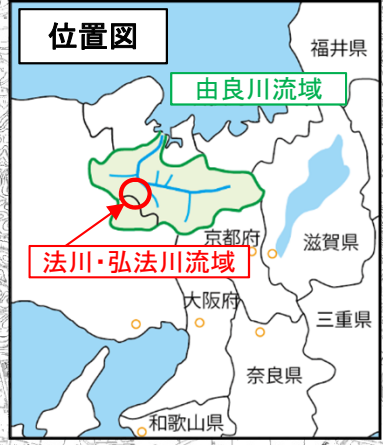 位置図
福井県
由良川流域
京都府
滋賀県
法川・弘法川流域
大阪府
三重県
奈良県
和歌山県